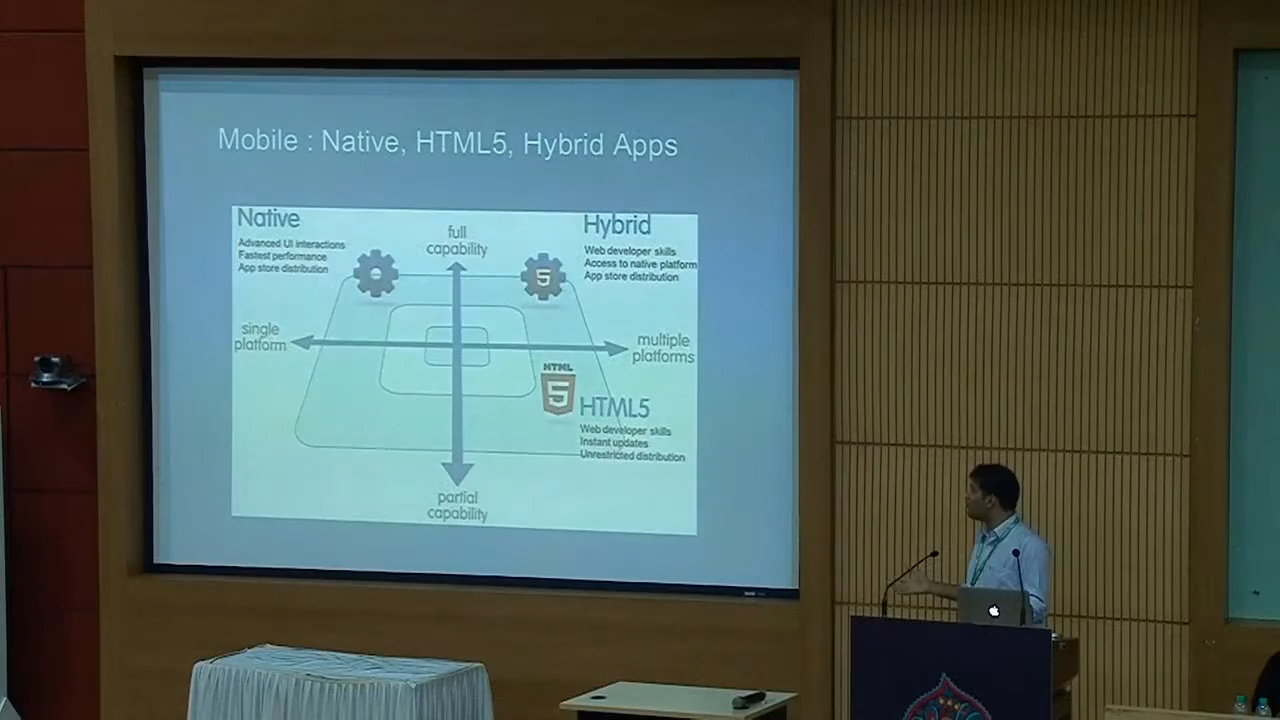 Mobile : Native, HTML5, Hybrid Apps
Native
Advanced UI interactions
Fastest performance
App store distribution
full
capability
Hybrid
Web developer skills
Access to native platform
App store distribution
5
single
platform
multiple
platforms
HTML
5
HTML5
Web developer skills
Instant updates
Unrestricted distribution
partial
capability